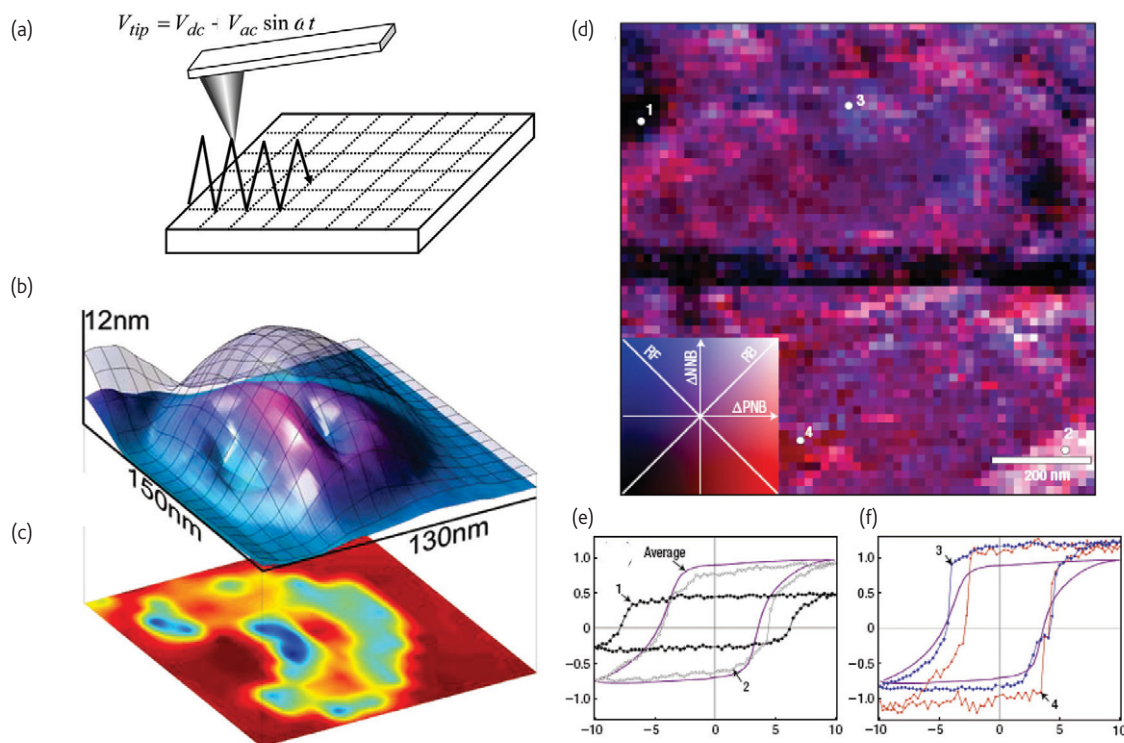 (a)
V_tip = V_dc + V_ac sin ω t
(b)
12nm
150nm
130nm
(c)
(d)
1
3
RF
ΔNNB
RB
ΔPNB
4
2
200 nm
(e)
Average
1
2
1.0
0.5
0
−0.5
−1.0
−10
−5
0
5
10
(f)
3
4
1.0
0.5
0
−0.5
−1.0
−10
−5
0
5
10